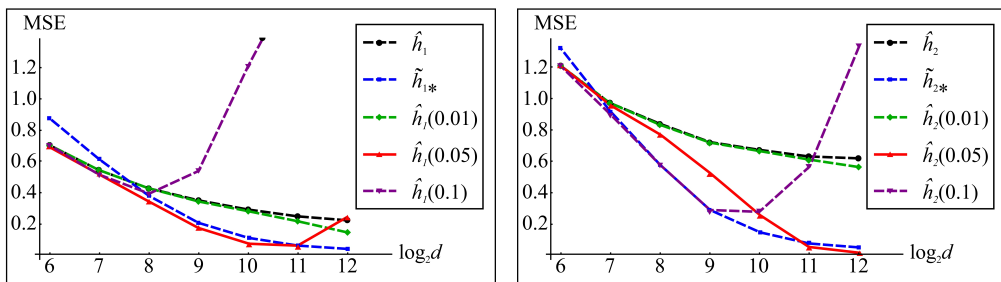 MSE
1.2
1.0
0.8
0.6
0.4
0.2
6 7 8 9 10 11 12
log₂d
ĥ₁
h̃₁*
ĥ₁(0.01)
ĥ₁(0.05)
ĥ₁(0.1)
MSE
1.2
1.0
0.8
0.6
0.4
0.2
6 7 8 9 10 11 12
log₂d
ĥ₂
h̃₂*
ĥ₂(0.01)
ĥ₂(0.05)
ĥ₂(0.1)